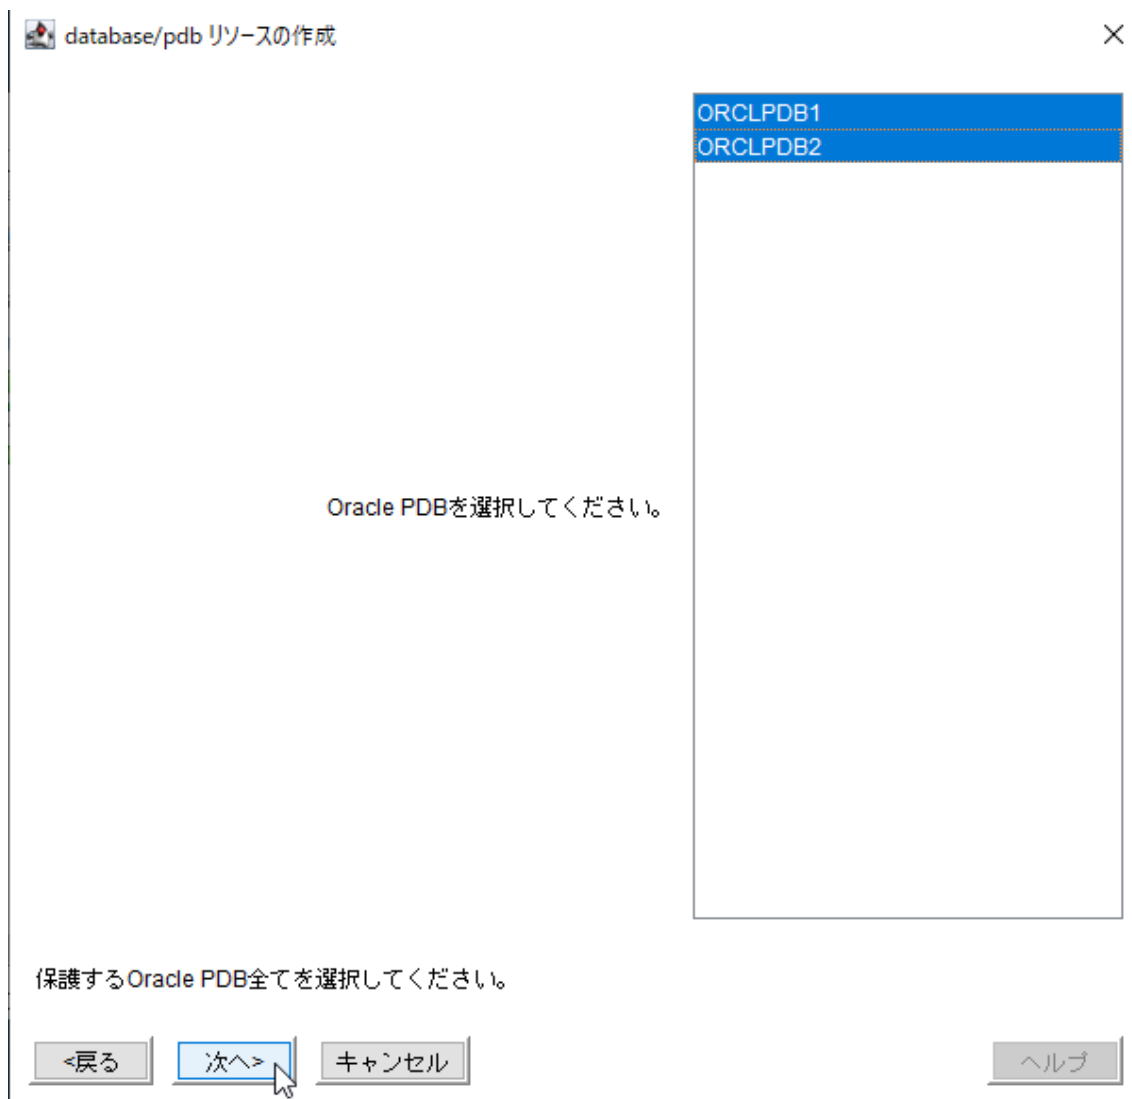 database/pdb リソースの作成
ORCLPDB1
ORCLPDB2
Oracle PDBを選択してください。
保護するOracle PDB全てを選択してください。
<戻る
次へ>
キャンセル
ヘルプ